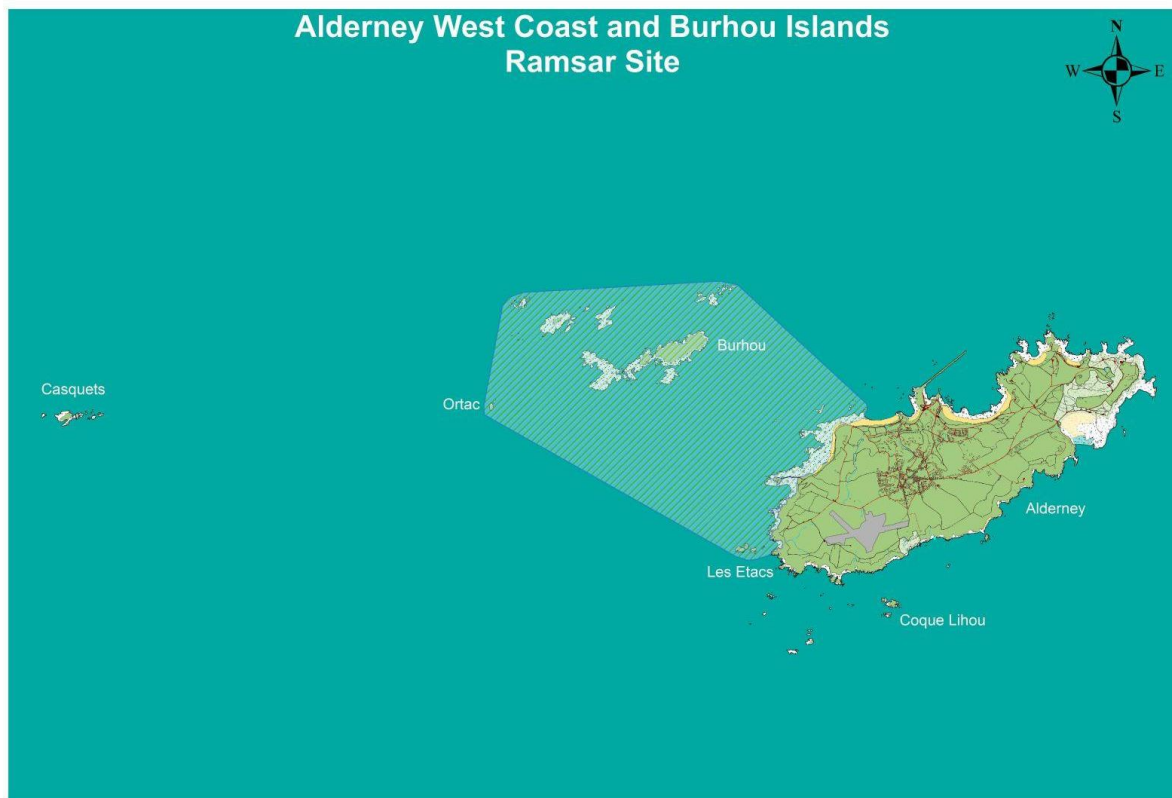 Alderney West Coast and Burhou Islands
Ramsar Site
N
W E
S
Burhou
Casquets
Ortac
Alderney
Les Etacs
Coque Lihou